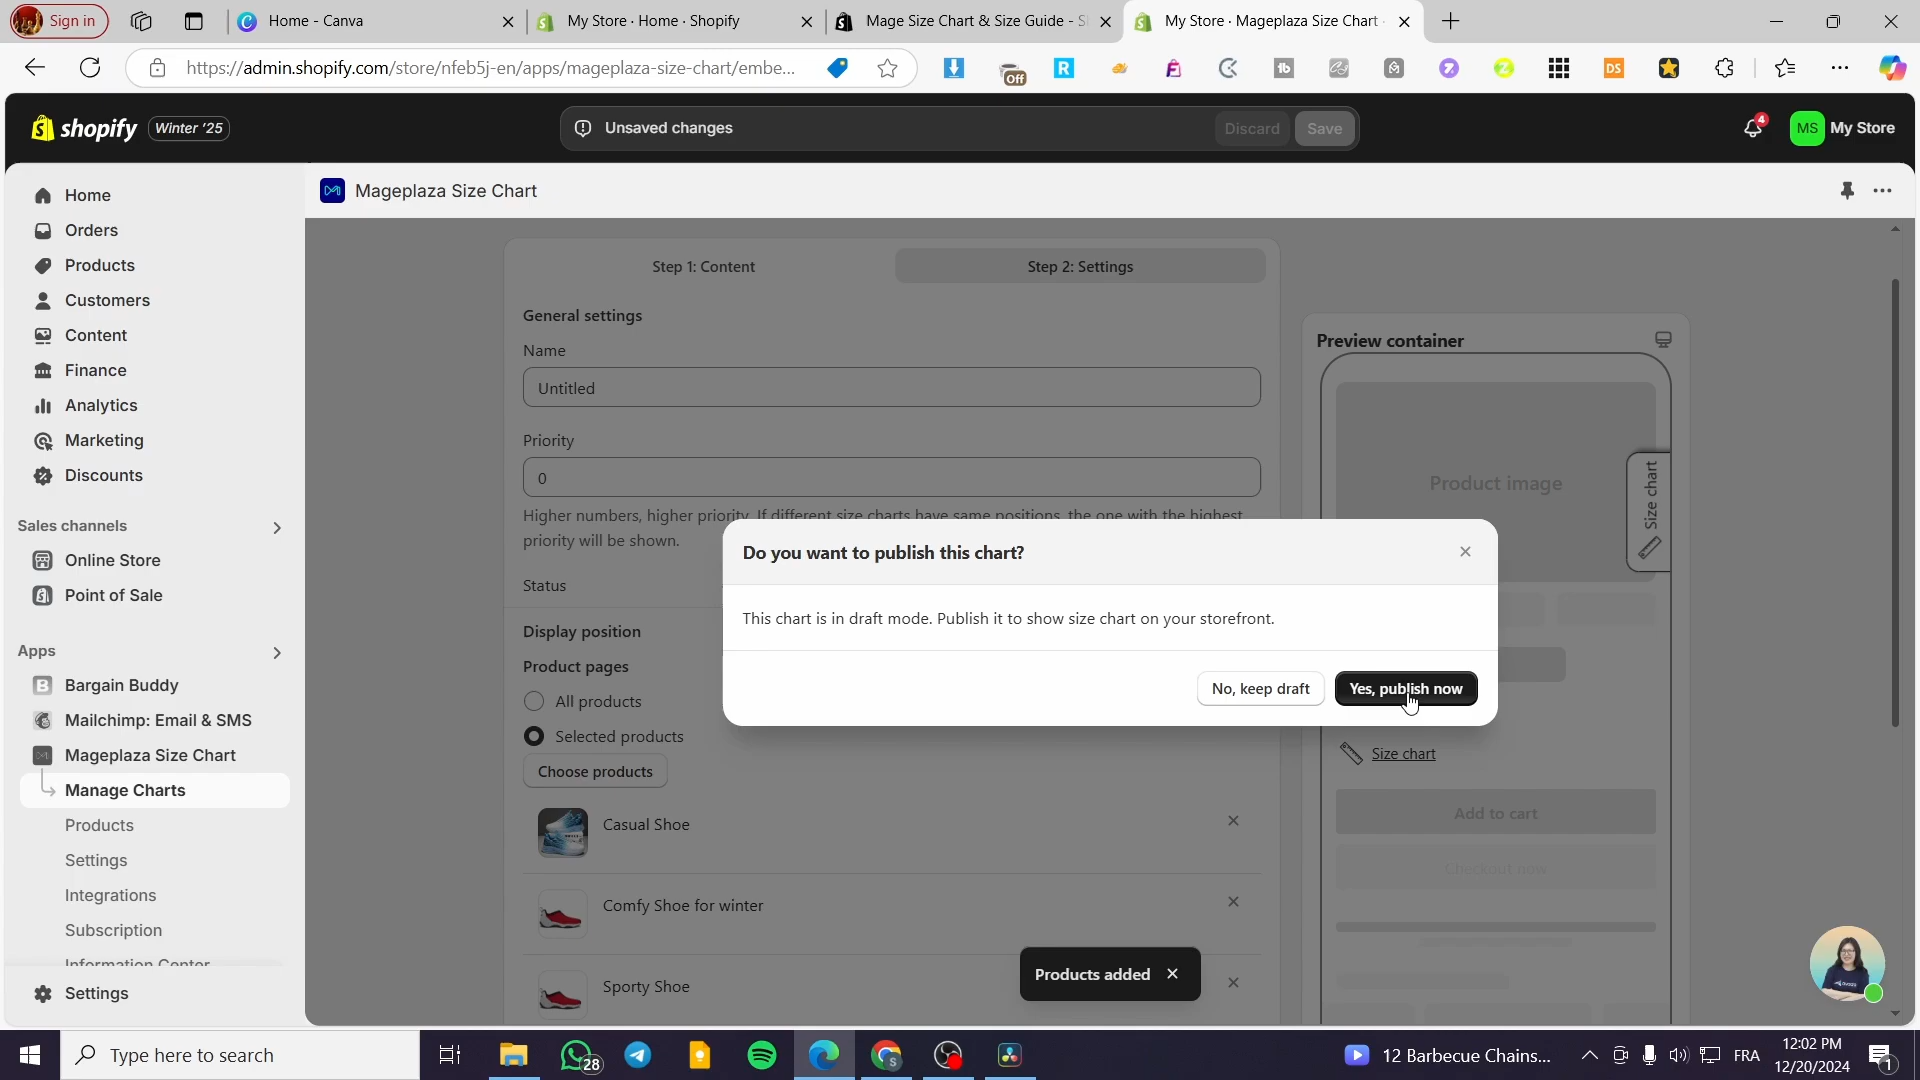 Sign in
Home - Canva
My Store · Home · Shopify
Mage Size Chart & Size Guide - S
My Store · Mageplaza Size Chart ·
https://admin.shopify.com/store/nfeb5j-en/apps/mageplaza-size-chart/embe...
Off
shopify
Winter '25
Unsaved changes
Discard
Save
4
MS
My Store
Home
Orders
Products
Customers
Content
Finance
Analytics
Marketing
Discounts
Sales channels
Online Store
Point of Sale
Apps
Bargain Buddy
Mailchimp: Email & SMS
Mageplaza Size Chart
Manage Charts
Products
Settings
Integrations
Subscription
Information Center
Settings
Mageplaza Size Chart
Step 1: Content
Step 2: Settings
General settings
Name
Untitled
Priority
0
Higher numbers, higher priority. If different size charts have same positions, the one with the highest
priority will be shown.
Status
Display position
Product pages
All products
Selected products
Choose products
Casual Shoe
Comfy Shoe for winter
Sporty Shoe
Preview container
Product image
Size chart
Size chart
Add to cart
Checkout now
Do you want to publish this chart?
This chart is in draft mode. Publish it to show size chart on your storefront.
No, keep draft
Yes, publish now
Products added
Type here to search
28
12 Barbecue Chains...
FRA
12:02 PM
12/20/2024
1